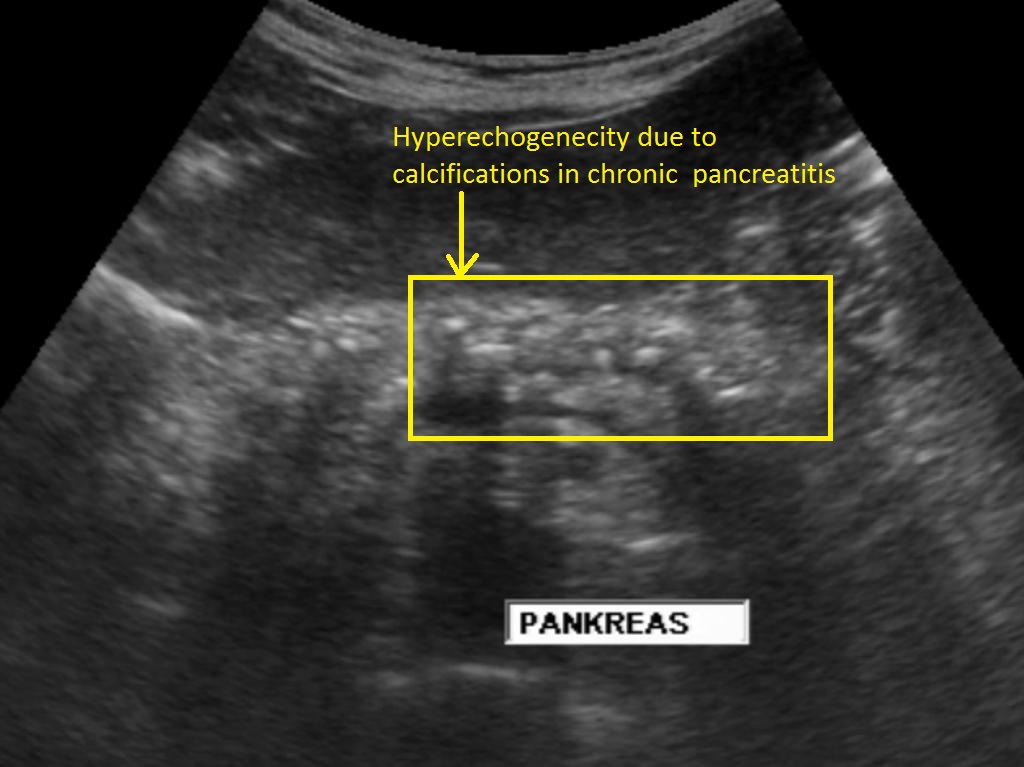 Hyperechogenecity due to
calcifications in chronic  pancreatitis
PANKREAS